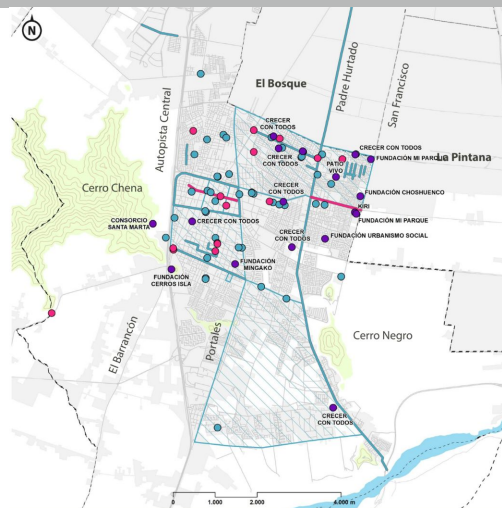 N
El Bosque
Autopista Central
Padre Hurtado
San Francisco
CRECER
CON TODOS
CRECER
CON TODOS
CRECER CON TODOS
La Pintana
FUNDACIÓN MI PARQUE
PATIO
VIVO
Cerro Chena
CRECER
CON TODOS
FUNDACIÓN CHOSHUENCO
KIRI
FUNDACIÓN MI PARQUE
CONSORCIO
SANTA MARTA
CRECER CON TODOS
CRECER
CON TODOS
FUNDACIÓN URBANISMO SOCIAL
FUNDACIÓN
CERROS ISLA
FUNDACIÓN
MINGAKO
El Barrancón
Portales
Cerro Negro
CRECER
CON TODOS
0 1.000 2.000 4.000 m